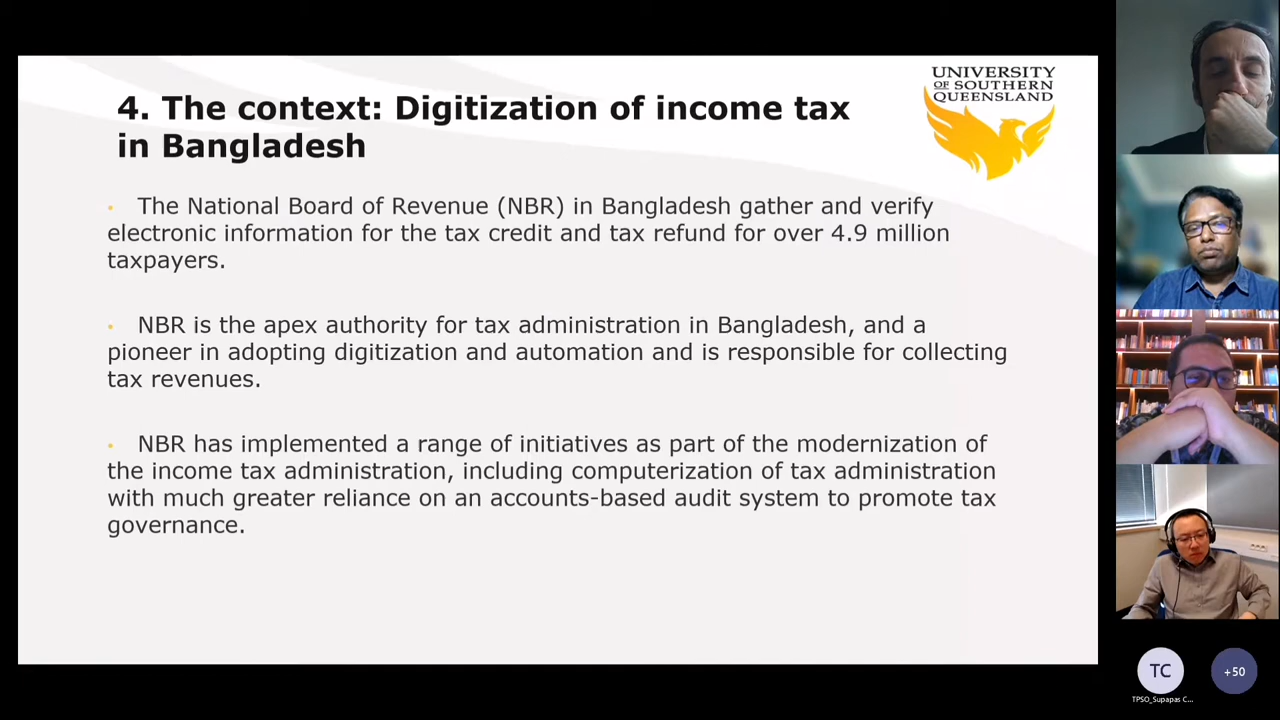 UNIVERSITY
OF SOUTHERN
QUEENSLAND
4. The context: Digitization of income tax
in Bangladesh
• The National Board of Revenue (NBR) in Bangladesh gather and verify
electronic information for the tax credit and tax refund for over 4.9 million
taxpayers.
• NBR is the apex authority for tax administration in Bangladesh, and a
pioneer in adopting digitization and automation and is responsible for collecting
tax revenues.
• NBR has implemented a range of initiatives as part of the modernization of
the income tax administration, including computerization of tax administration
with much greater reliance on an accounts-based audit system to promote tax
governance.
TC
+50
TPSO_Supapas C...